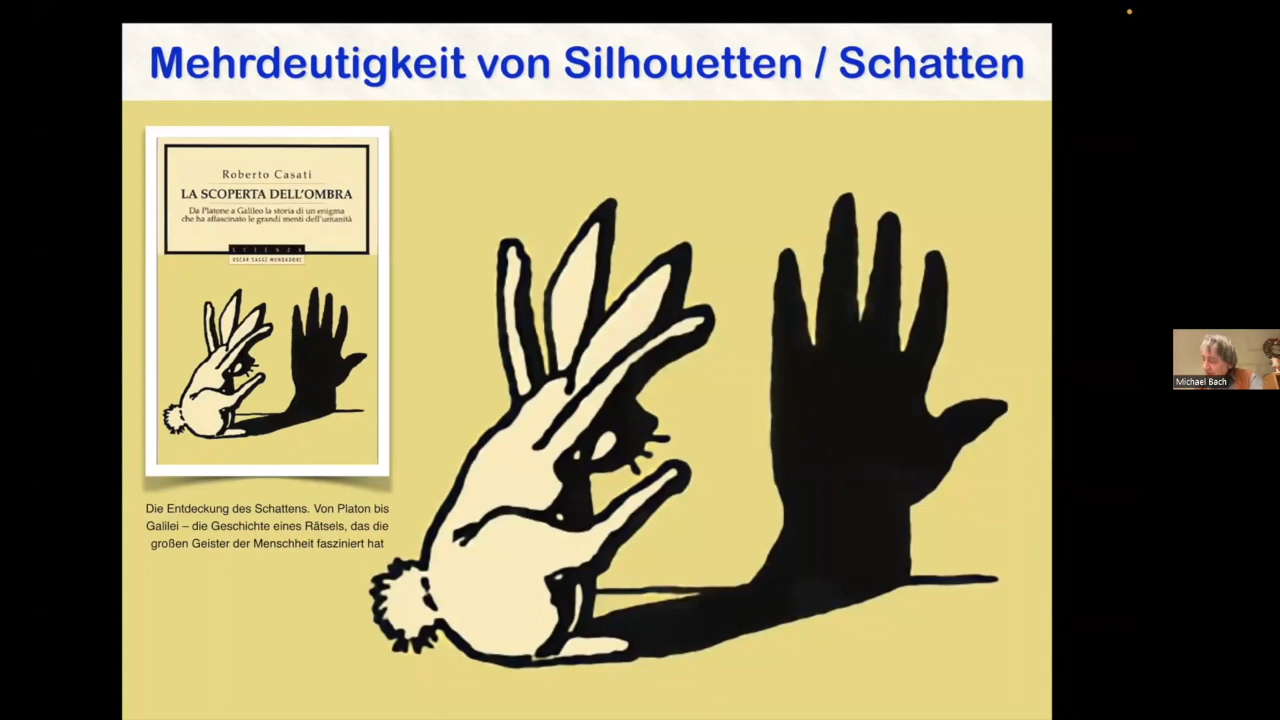 Mehrdeutigkeit von Silhouetten / Schatten
Roberto Casati
LA SCOPERTA DELL'OMBRA
Da Platone a Galileo la storia di un enigma
che ha affascinato le grandi menti dell'umanità
SCIENZA
OSCAR SAGGI MONDADORI
Die Entdeckung des Schattens. Von Platon bis
Galilei – die Geschichte eines Rätsels, das die
großen Geister der Menschheit fasziniert hat
Michael Bach